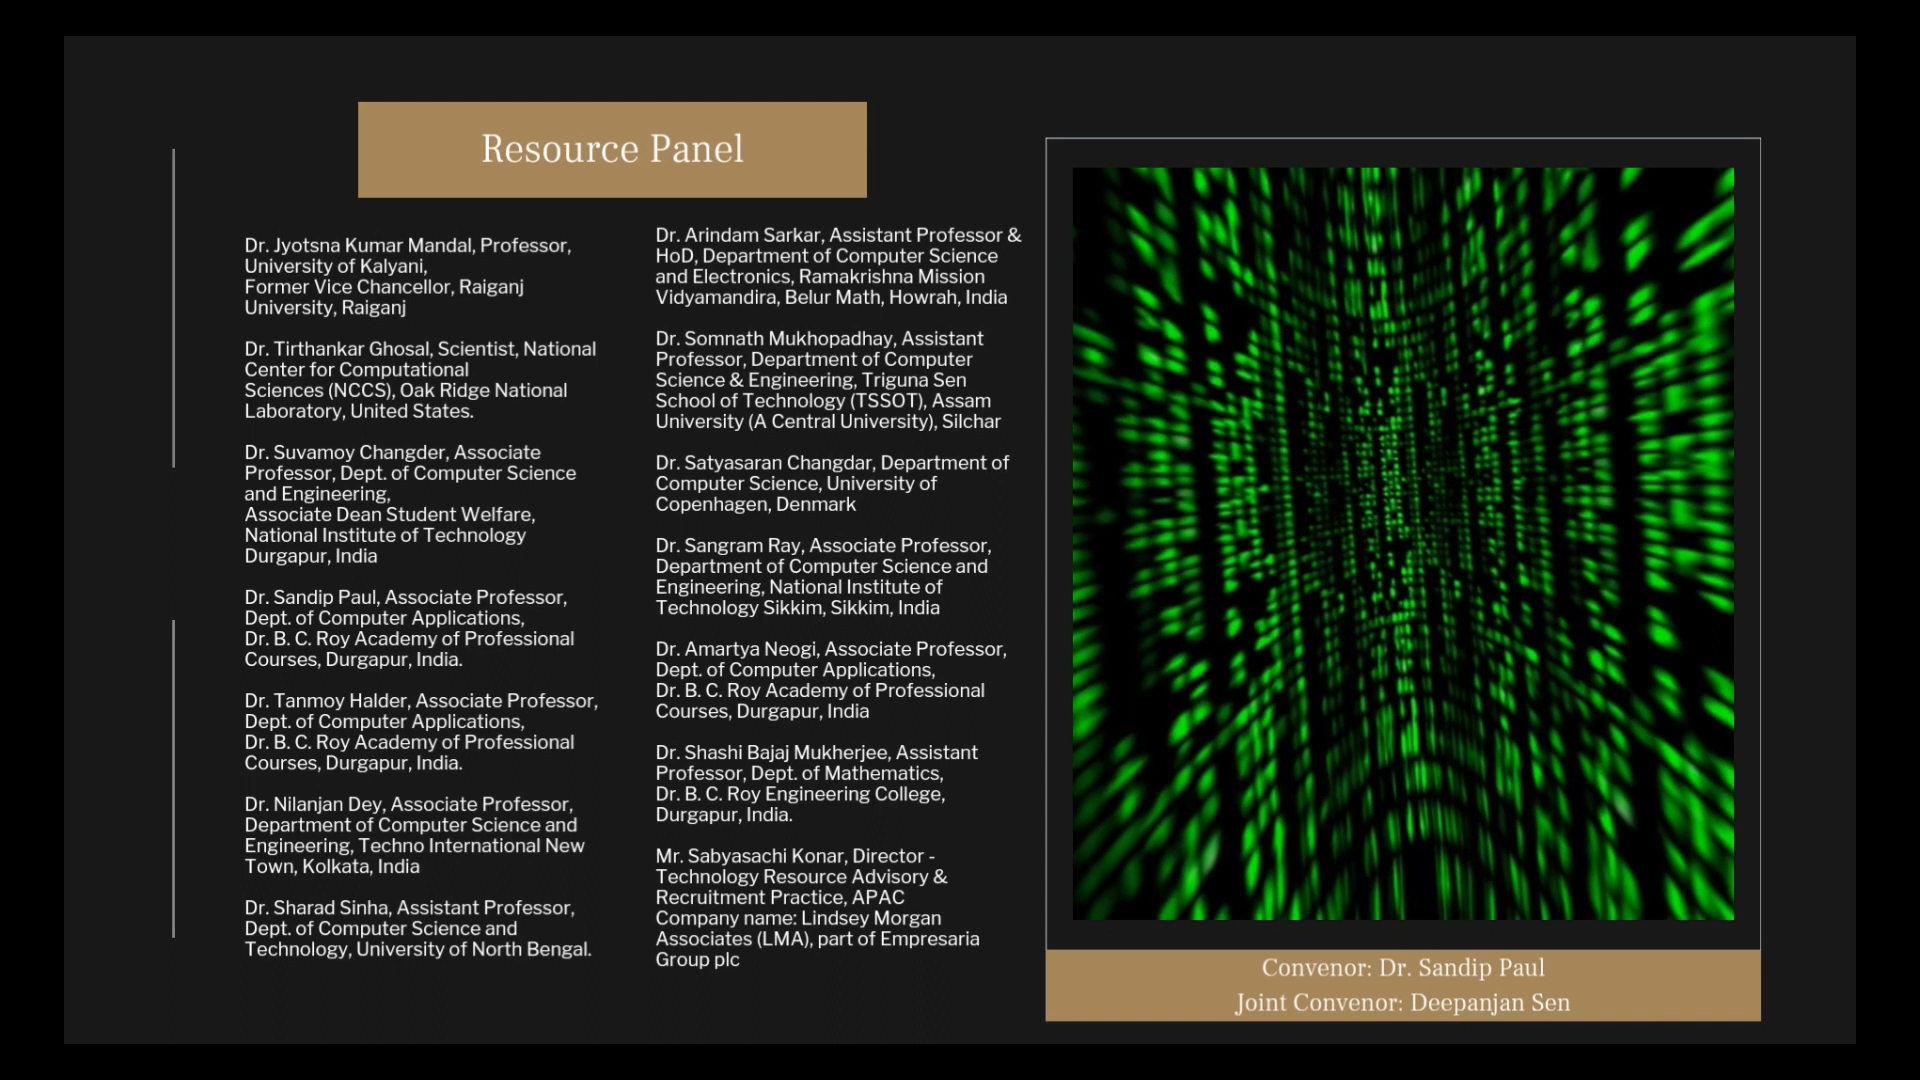 Resource Panel
Dr. Jyotsna Kumar Mandal, Professor,
University of Kalyani,
Former Vice Chancellor, Raiganj
University, Raiganj
Dr. Tirthankar Ghosal, Scientist, National
Center for Computational
Sciences (NCCS), Oak Ridge National
Laboratory, United States.
Dr. Suvamoy Changder, Associate
Professor, Dept. of Computer Science
and Engineering,
Associate Dean Student Welfare,
National Institute of Technology
Durgapur, India
Dr. Sandip Paul, Associate Professor,
Dept. of Computer Applications,
Dr. B. C. Roy Academy of Professional
Courses, Durgapur, India.
Dr. Tanmoy Halder, Associate Professor,
Dept. of Computer Applications,
Dr. B. C. Roy Academy of Professional
Courses, Durgapur, India.
Dr. Nilanjan Dey, Associate Professor,
Department of Computer Science and
Engineering, Techno International New
Town, Kolkata, India
Dr. Sharad Sinha, Assistant Professor,
Dept. of Computer Science and
Technology, University of North Bengal.
Dr. Arindam Sarkar, Assistant Professor &
HoD, Department of Computer Science
and Electronics, Ramakrishna Mission
Vidyamandira, Belur Math, Howrah, India
Dr. Somnath Mukhopadhay, Assistant
Professor, Department of Computer
Science & Engineering, Triguna Sen
School of Technology (TSSOT), Assam
University (A Central University), Silchar
Dr. Satyasaran Changdar, Department of
Computer Science, University of
Copenhagen, Denmark
Dr. Sangram Ray, Associate Professor,
Department of Computer Science and
Engineering, National Institute of
Technology Sikkim, Sikkim, India
Dr. Amartya Neogi, Associate Professor,
Dept. of Computer Applications,
Dr. B. C. Roy Academy of Professional
Courses, Durgapur, India
Dr. Shashi Bajaj Mukherjee, Assistant
Professor, Dept. of Mathematics,
Dr. B. C. Roy Engineering College,
Durgapur, India.
Mr. Sabyasachi Konar, Director -
Technology Resource Advisory &
Recruitment Practice, APAC
Company name: Lindsey Morgan
Associates (LMA), part of Empresaria
Group plc
Convenor: Dr. Sandip Paul
Joint Convenor: Deepanjan Sen